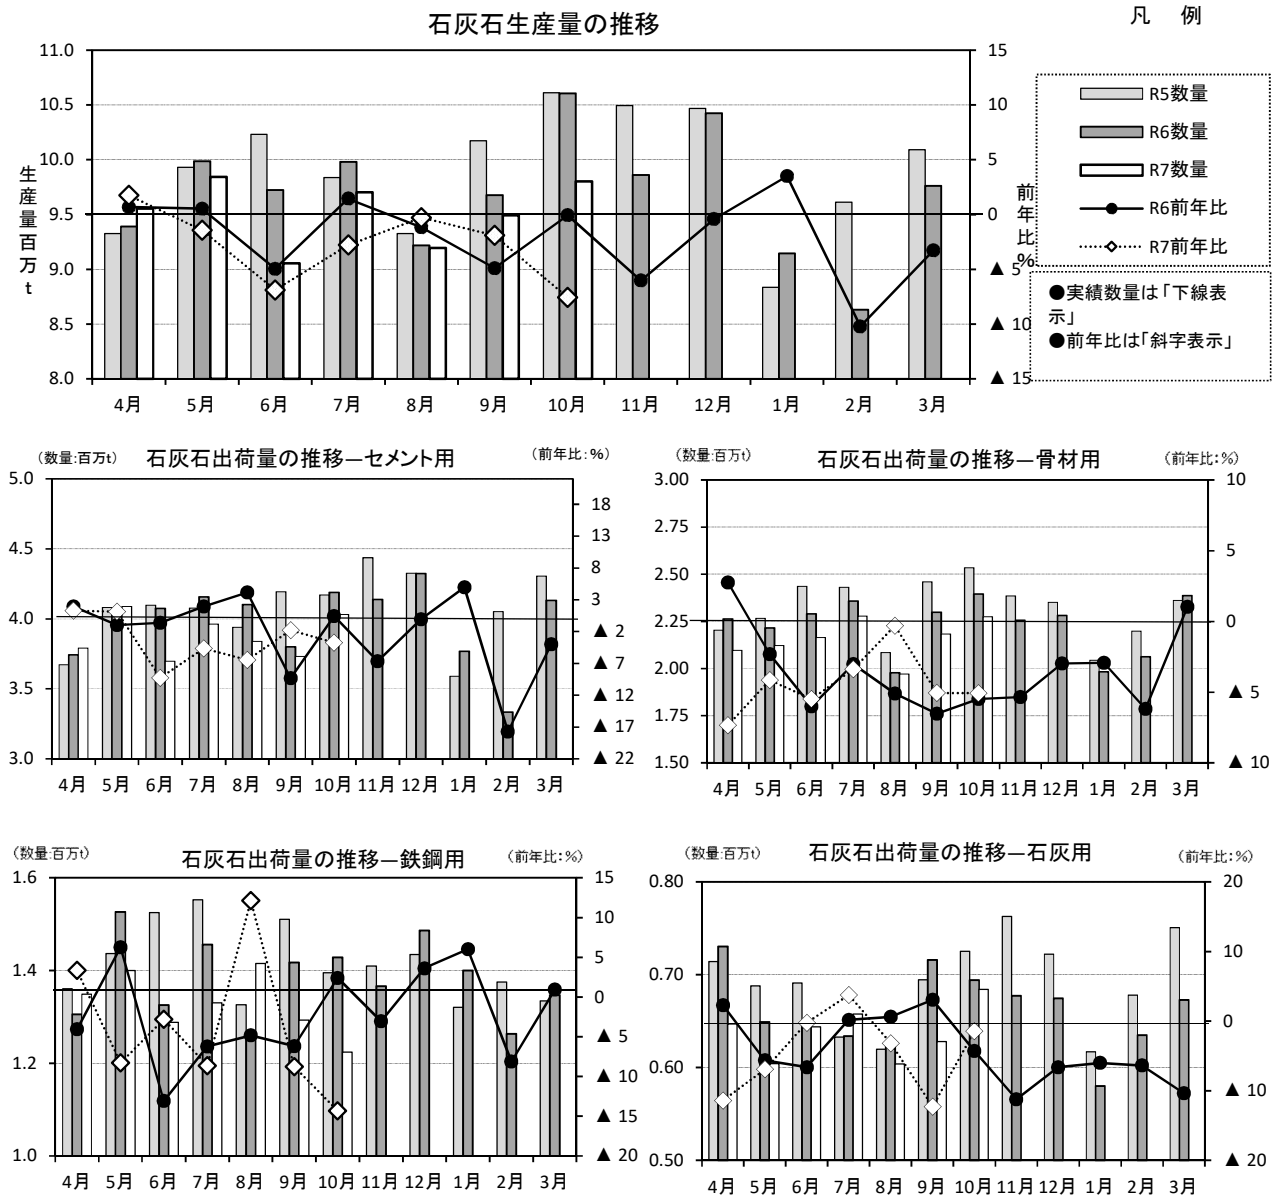 石灰石生産量の推移
凡 例
11.0
10.5
10.0
9.5
9.0
8.5
8.0
生産量百万t
15
10
5
0
▲ 5
▲ 10
▲ 15
前年比%
4月 5月 6月 7月 8月 9月 10月 11月 12月 1月 2月 3月
R5数量
R6数量
R7数量
R6前年比
R7前年比
●実績数量は「下線表
示」
●前年比は「斜字表示」
(数量:百万t)
石灰石出荷量の推移―セメント用
(前年比:%)
5.0
4.5
4.0
3.5
3.0
18
13
8
3
▲ 2
▲ 7
▲ 12
▲ 17
▲ 22
4月 5月 6月 7月 8月 9月 10月 11月 12月 1月 2月 3月
(数量:百万t)
石灰石出荷量の推移―骨材用
(前年比:%)
3.00
2.75
2.50
2.25
2.00
1.75
1.50
10
5
0
▲ 5
▲ 10
4月 5月 6月 7月 8月 9月 10月 11月 12月 1月 2月 3月
(数量:百万t)
石灰石出荷量の推移―鉄鋼用
(前年比:%)
1.6
1.4
1.2
1.0
15
10
5
0
▲ 5
▲ 10
▲ 15
▲ 20
4月 5月 6月 7月 8月 9月 10月 11月 12月 1月 2月 3月
(数量:百万t)
石灰石出荷量の推移―石灰用
(前年比:%)
0.80
0.70
0.60
0.50
20
10
0
▲ 10
▲ 20
4月 5月 6月 7月 8月 9月 10月 11月 12月 1月 2月 3月